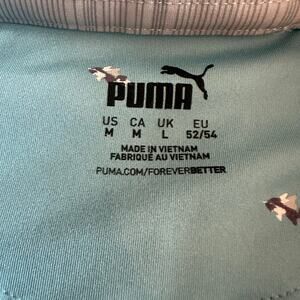 PUMA
US CA UK EU
M M L 52/54
MADE IN VIETNAM
FABRIQUÉ AU VIETNAM
PUMA.COM/FOREVERBETTER